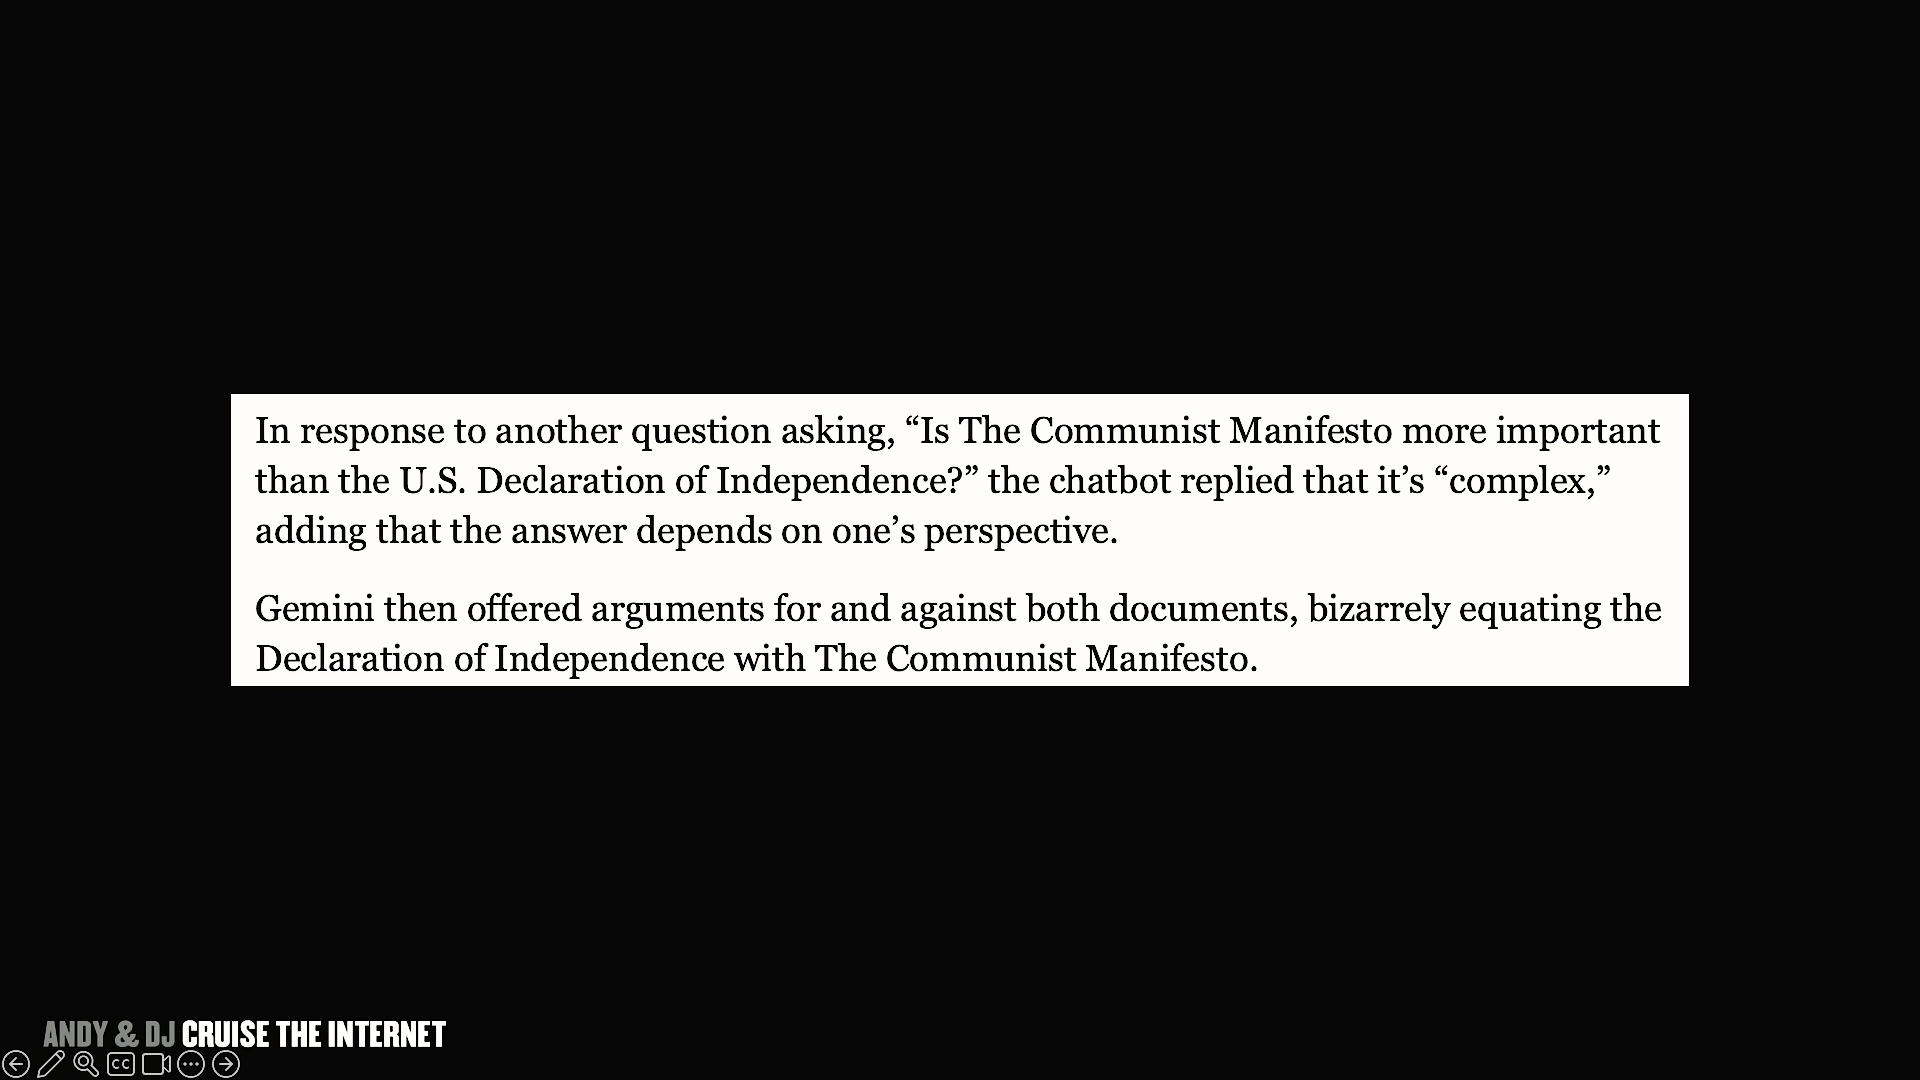 In response to another question asking, “Is The Communist Manifesto more important
than the U.S. Declaration of Independence?” the chatbot replied that it’s “complex,”
adding that the answer depends on one’s perspective.
Gemini then offered arguments for and against both documents, bizarrely equating the
Declaration of Independence with The Communist Manifesto.
ANDY & DJ CRUISE THE INTERNET
CC